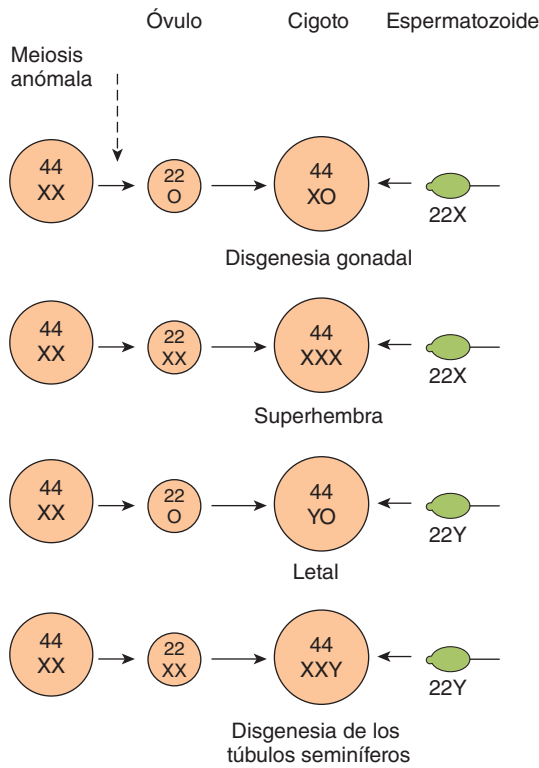 Óvulo Cigoto Espermatozoide
Meiosis
anómala
44
XX
22
O
44
XO
22X
Disgenesia gonadal
44
XX
22
XX
44
XXX
22X
Superhembra
44
XX
22
O
44
YO
22Y
Letal
44
XX
22
XX
44
XXY
22Y
Disgenesia de los
túbulos seminíferos